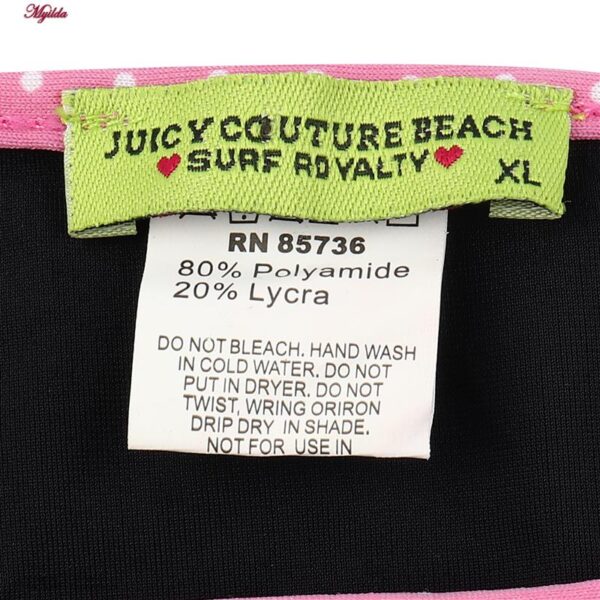 Myilda
JUICY COUTURE BEACH
SURF ROYALTY
XL
RN 85736
80% Polyamide
20% Lycra
DO NOT BLEACH. HAND WASH
IN COLD WATER. DO NOT
PUT IN DRYER. DO NOT
TWIST, WRING ORIRON
DRIP DRY IN SHADE.
NOT FOR USE IN